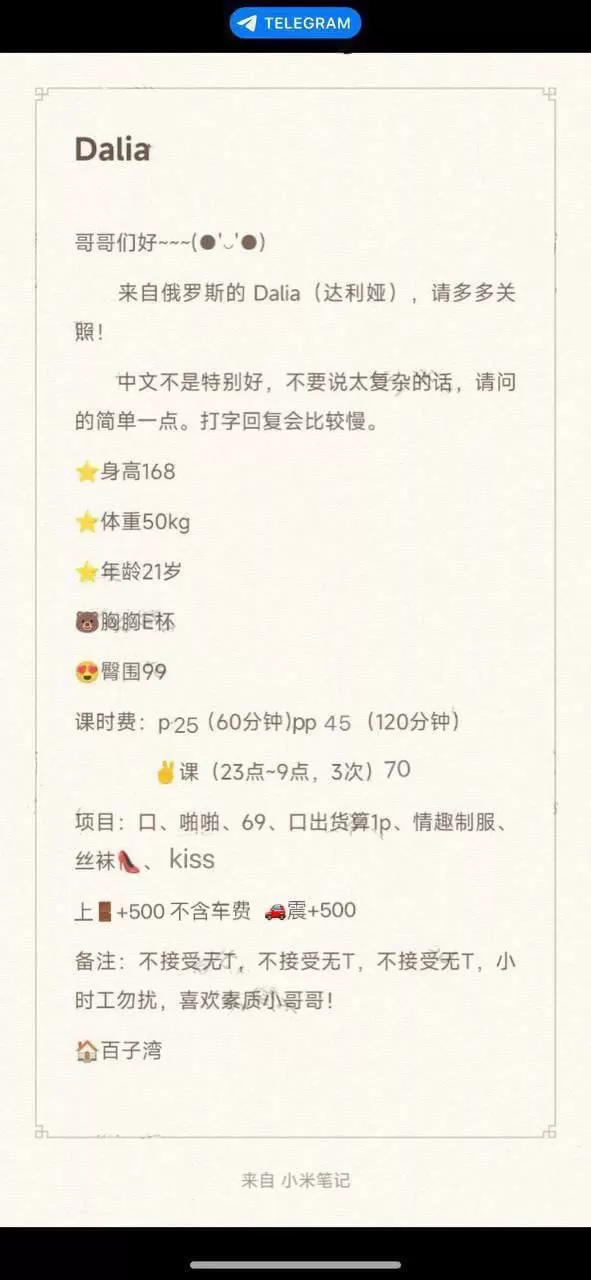 TELEGRAM
Dalia
哥哥们好~~~(●'◡'●)
来自俄罗斯的 Dalia（达利娅），请多多关
照！
中文不是特别好，不要说太复杂的话，请问
的简单一点。打字回复会比较慢。
⭐身高168
⭐体重50kg
⭐年龄21岁
🐻胸胸E杯
😍臀围99
课时费：p 25（60分钟)pp 45（120分钟）
✌️课（23点~9点，3次）70
项目：口、啪啪、69、口出货算1p、情趣制服、
丝袜👠、kiss
上🚪+500 不含车费 🚗震+500
备注：不接受无T，不接受无T，不接受无T，小
时工勿扰，喜欢素质小哥哥！
🏠百子湾
来自 小米笔记